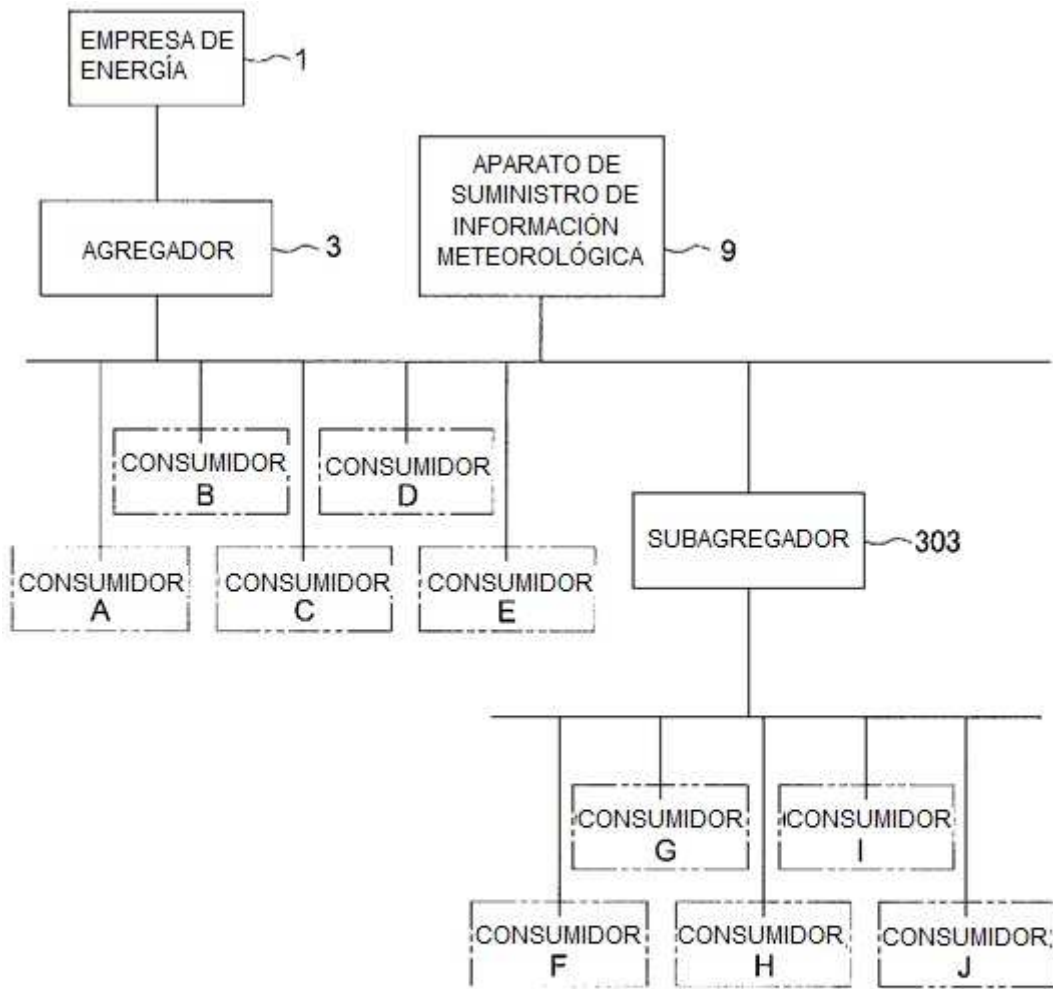 EMPRESA DE
ENERGÍA
1
APARATO DE
SUMINISTRO DE
INFORMACIÓN
METEOROLÓGICA
9
AGREGADOR
3
CONSUMIDOR
B
CONSUMIDOR
D
SUBAGREGADOR
303
CONSUMIDOR
A
CONSUMIDOR
C
CONSUMIDOR
E
CONSUMIDOR
G
CONSUMIDOR
I
CONSUMIDOR
F
CONSUMIDOR
H
CONSUMIDOR
J